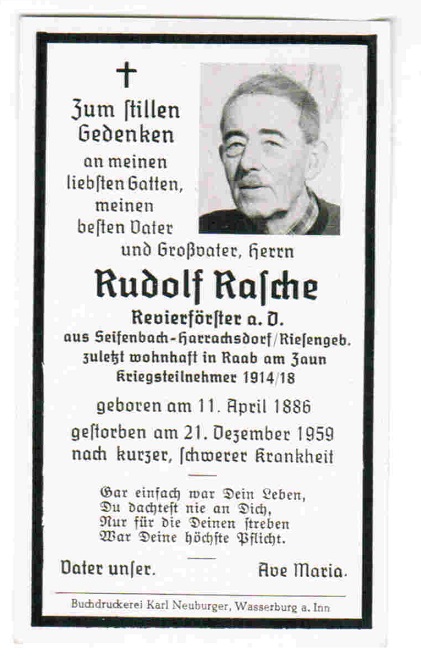 Zum stillen
Gedenken
an meinen
liebsten Gatten,
meinen
besten Vater
und Großvater, Herrn
Rudolf Rasche
Revierförster a. D.
aus Seifenbach-Harrachsdorf/Riesengeb.
zuletzt wohnhaft in Raab am Zaun
Kriegsteilnehmer 1914/18
geboren am 11. April 1886
gestorben am 21. Dezember 1959
nach kurzer, schwerer Krankheit
Gar einfach war Dein Leben,
Du dachtest nie an Dich,
Nur für die Deinen streben
War Deine höchste Pflicht.
Vater unser. Ave Maria.
Buchdruckerei Karl Neuburger, Wasserburg a. Inn